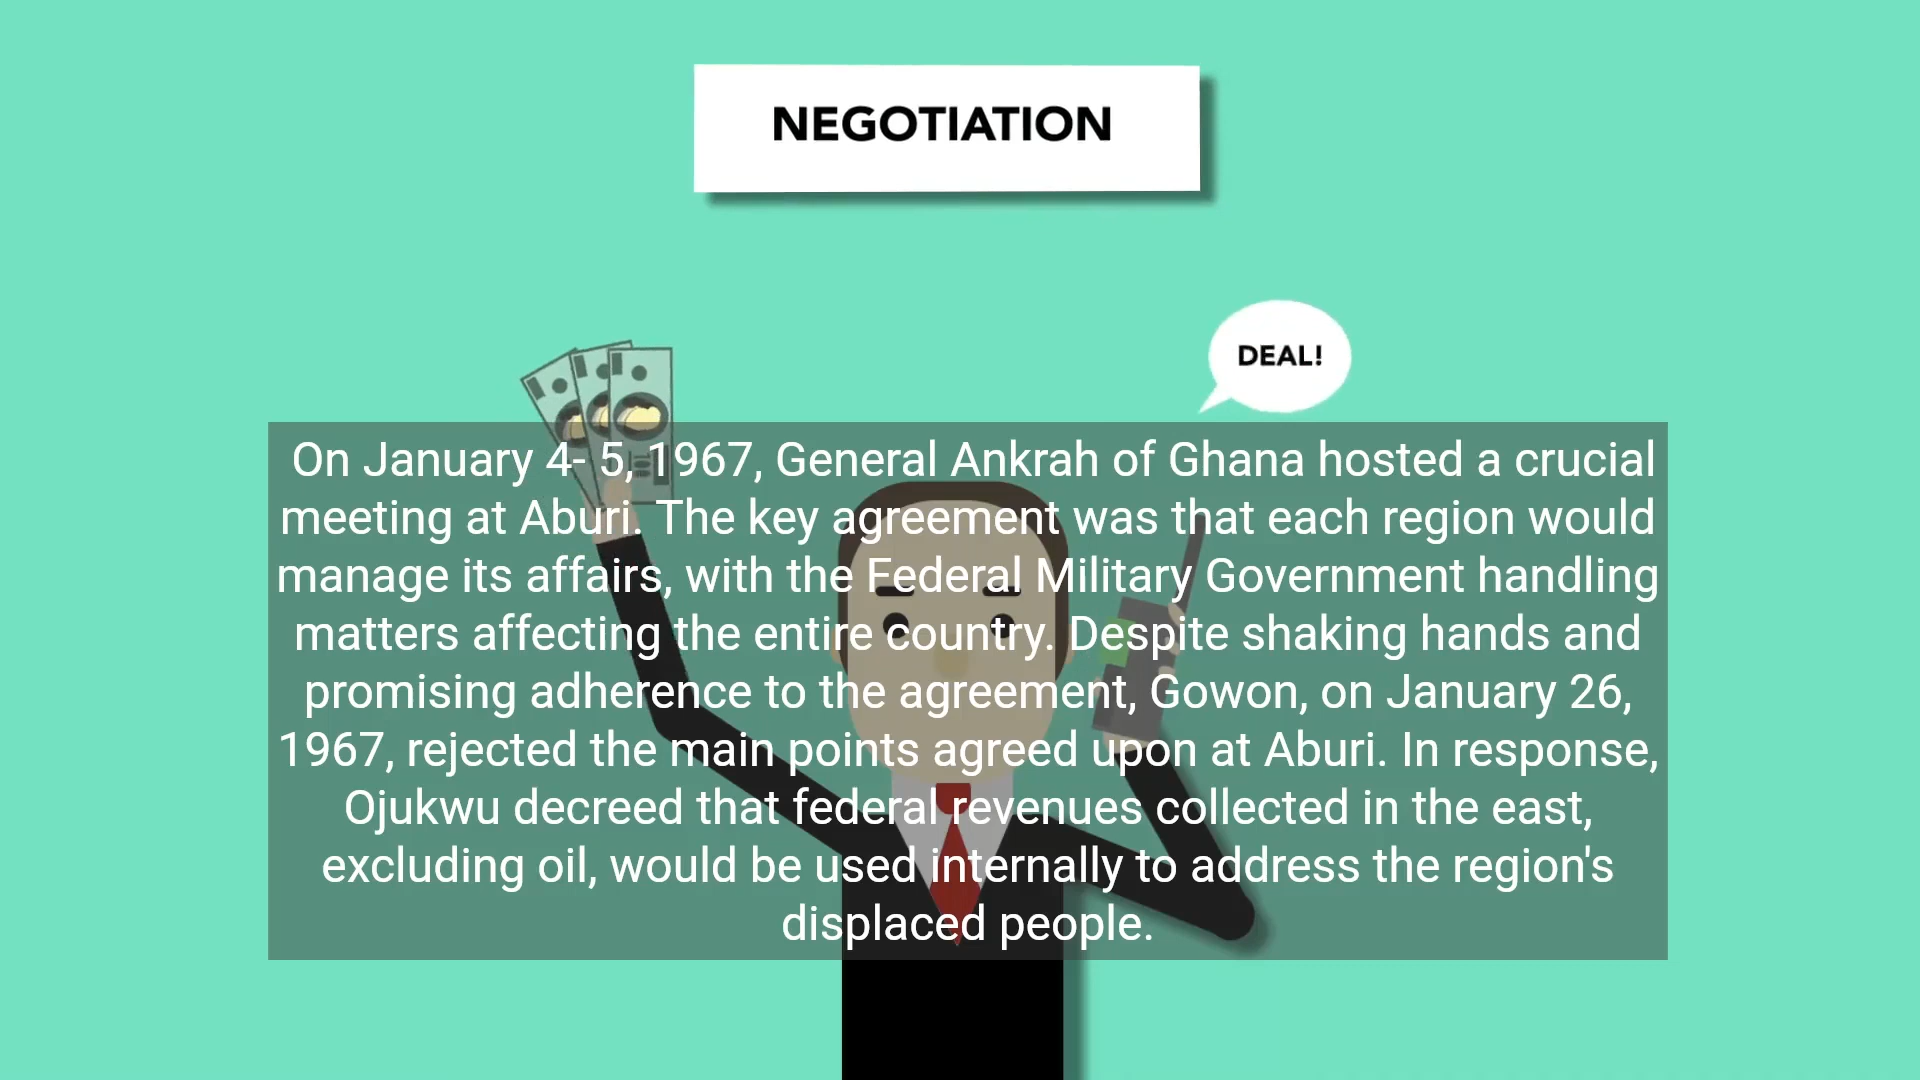 NEGOTIATION
DEAL!
On January 4- 5, 1967, General Ankrah of Ghana hosted a crucial
meeting at Aburi. The key agreement was that each region would
manage its affairs, with the Federal Military Government handling
matters affecting the entire country. Despite shaking hands and
promising adherence to the agreement, Gowon, on January 26,
1967, rejected the main points agreed upon at Aburi. In response,
Ojukwu decreed that federal revenues collected in the east,
excluding oil, would be used internally to address the region's
displaced people.